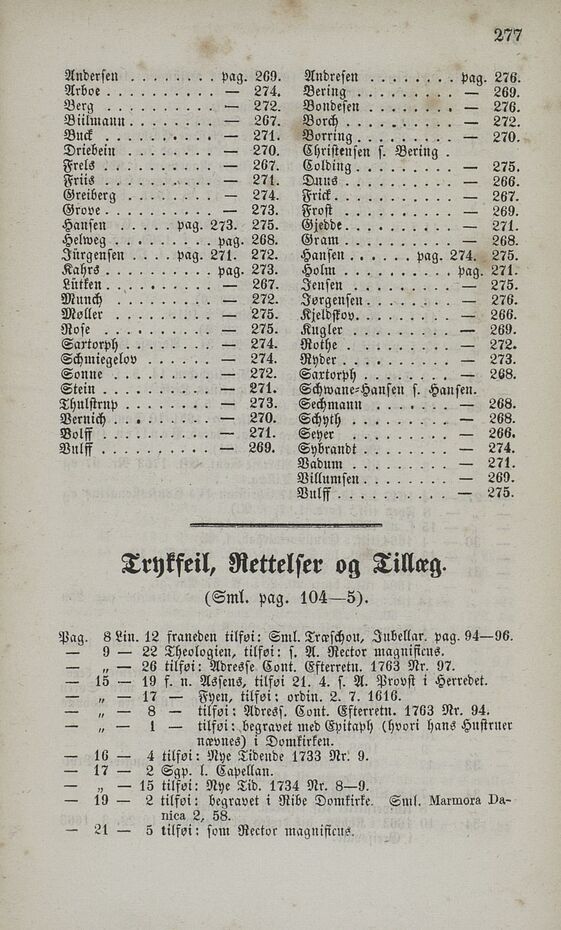 277
Andersen . . . . . . . . . pag. 269.
Arboe . . . . . . . . . . . — 274.
Berg . . . . . . . . . . . — 272.
Biilmann . . . . . . . . . — 267.
Buck . . . . . . . . . . . — 271.
Driebein . . . . . . . . . — 270.
Frels . . . . . . . . . . . — 267.
Friis . . . . . . . . . . . — 271.
Greiberg . . . . . . . . . — 274.
Grove . . . . . . . . . . . — 273.
Hansen . . . . . pag. 273. 275.
Helweg . . . . . . . . . pag. 268.
Jürgensen . . . . pag. 271. 272.
Kahrs . . . . . . . . . . pag. 273.
Lütken . . . . . . . . . . — 267.
Munch . . . . . . . . . . — 272.
Møller . . . . . . . . . . — 275.
Rose . . . . . . . . . . . — 275.
Sartorph . . . . . . . . . — 274.
Schmiegelov . . . . . . . — 274.
Sonne . . . . . . . . . . — 272.
Stein . . . . . . . . . . . — 271.
Thulstrup . . . . . . . . — 273.
Vernich . . . . . . . . . . — 270.
Volff . . . . . . . . . . . — 271.
Vulff . . . . . . . . . . . — 269.
Andresen . . . . . . . . . pag. 276.
Bering . . . . . . . . . . — 269.
Bondesen . . . . . . . . . — 276.
Borch . . . . . . . . . . . — 272.
Borring . . . . . . . . . . — 270.
Christensen s. Bering .
Colding . . . . . . . . . . — 275.
Duus . . . . . . . . . . . — 266.
Frick . . . . . . . . . . . — 267.
Frost . . . . . . . . . . . — 269.
Gjedde . . . . . . . . . . — 271.
Gram . . . . . . . . . . . — 268.
Hansen . . . . . pag. 274. 275.
Holm . . . . . . . . . . pag. 271.
Jensen . . . . . . . . . . — 275.
Jørgensen . . . . . . . . — 276.
Kjeldskov . . . . . . . . . — 266.
Kugler . . . . . . . . . . — 269.
Rothe . . . . . . . . . . . — 272.
Ryder . . . . . . . . . . . — 273.
Sartorph . . . . . . . . . — 268.
Schwane-Hansen s. Hansen.
Sechmann . . . . . . . . . — 268.
Schyth . . . . . . . . . . — 268.
Seyer . . . . . . . . . . . — 266.
Sybrandt . . . . . . . . . — 274.
Vadum . . . . . . . . . . — 271.
Villumsen . . . . . . . . — 269.
Vulff . . . . . . . . . . . — 275.
Trykfeil, Rettelser og Tillæg.
(Sml. pag. 104—5).
Pag. 8 Lin. 12 franeden tilføi: Sml. Træschou, Jubellær. pag. 94—96.
— 9 — 22 Theologien, tilføi: s. A. Rector magnificus.
— „ — 26 tilføi: Adresse Cont. Efterretn. 1763 Nr. 97.
— 15 — 19 f. n. Assens, tilføi 21. 4. s. A. Provst i Herredet.
— „ — 17 — Fyen, tilføi: ordin. 2. 7. 1616.
— „ — 8 — tilføi: Adress. Cont. Efterretn. 1763 Nr. 94.
— „ — 1 — tilføi: begravet med Epitaph (hvori hans Hustruer
nævnes) i Domkirken.
— 16 — 4 tilføi: Nye Tidende 1733 Nr. 9.
— 17 — 2 Sgp. l. Capellan.
— „ — 15 tilføi: Nye Tid. 1734 Nr. 8—9.
— 19 — 2 tilføi: begravet i Ribe Domkirke. Sml. Marmora Da-
nica 2, 58.
— 21 — 5 tilføi: som Rector magnificus.